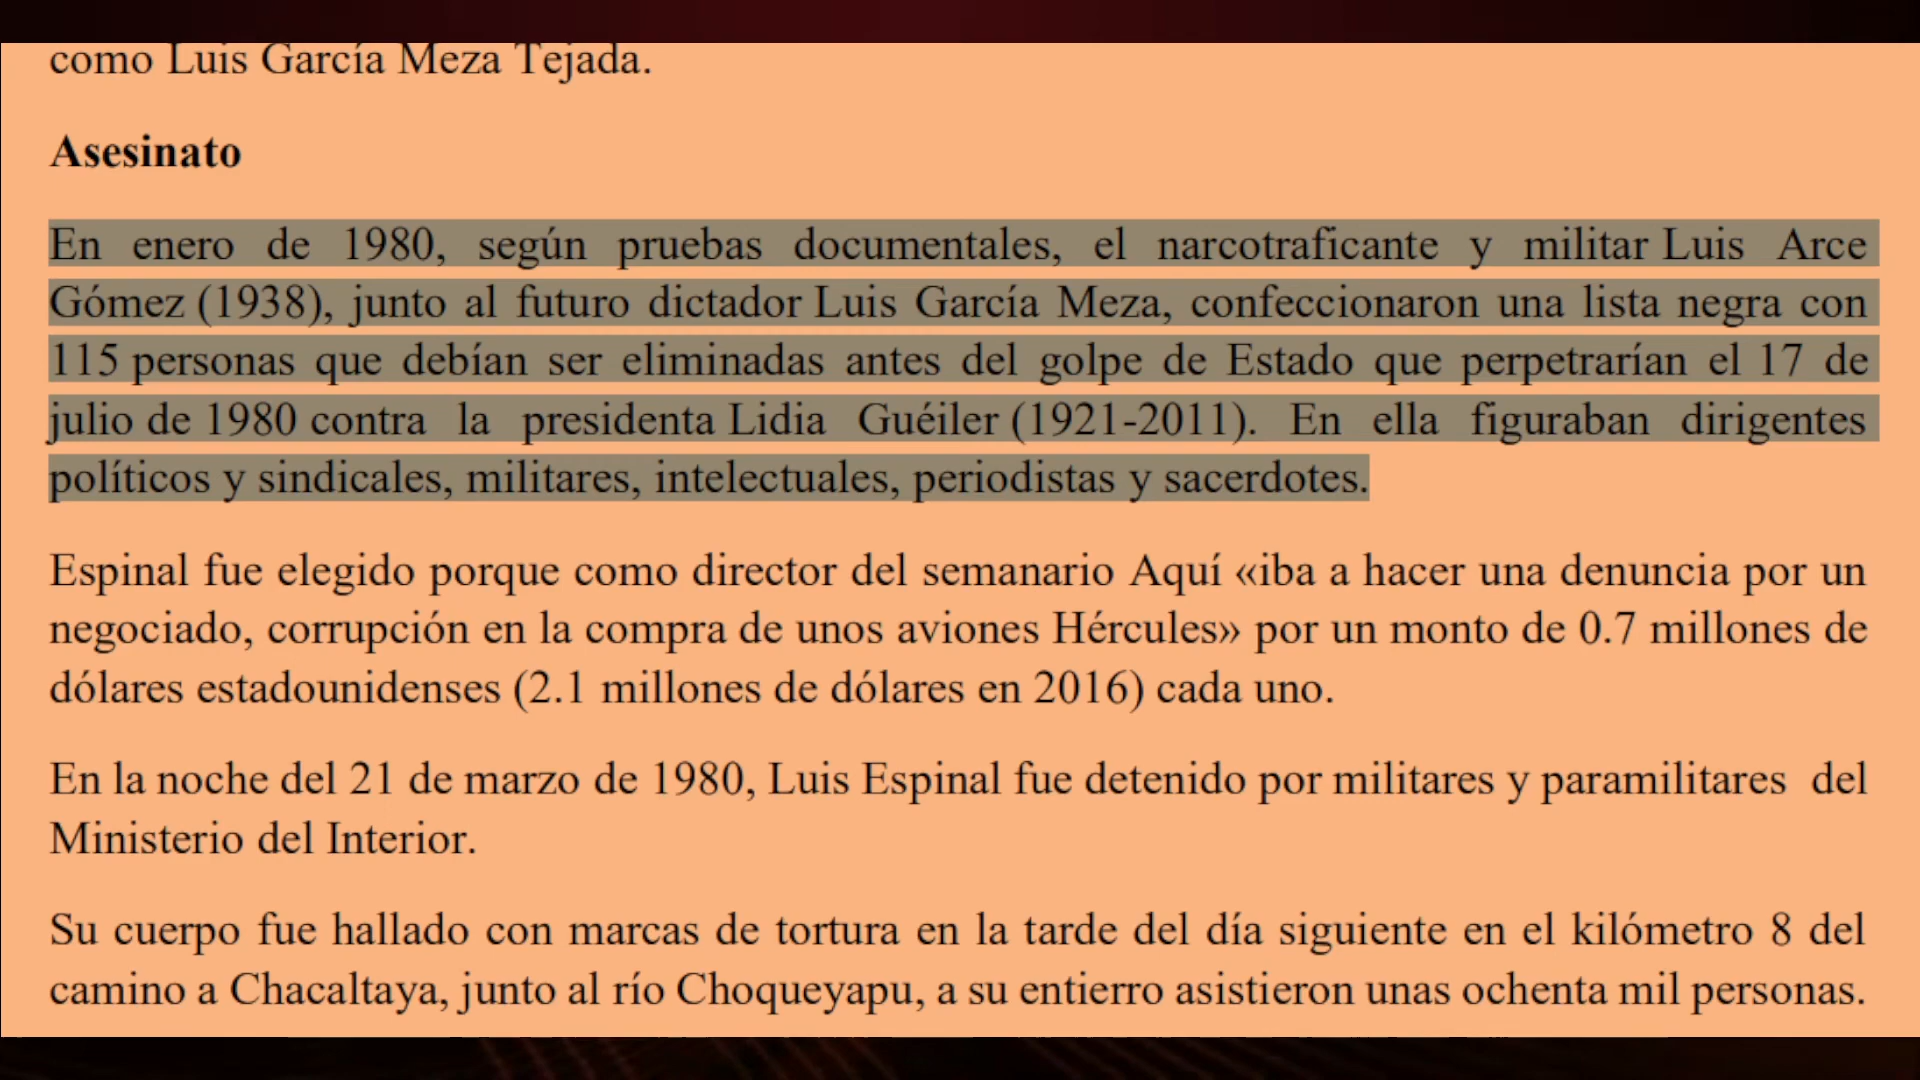 como Luis García Meza Tejada.
Asesinato
En enero de 1980, según pruebas documentales, el narcotraficante y militar Luis Arce
Gómez (1938), junto al futuro dictador Luis García Meza, confeccionaron una lista negra con
115 personas que debían ser eliminadas antes del golpe de Estado que perpetrarían el 17 de
julio de 1980 contra la presidenta Lidia Guéiler (1921-2011). En ella figuraban dirigentes
políticos y sindicales, militares, intelectuales, periodistas y sacerdotes.
Espinal fue elegido porque como director del semanario Aquí «iba a hacer una denuncia por un
negociado, corrupción en la compra de unos aviones Hércules» por un monto de 0.7 millones de
dólares estadounidenses (2.1 millones de dólares en 2016) cada uno.
En la noche del 21 de marzo de 1980, Luis Espinal fue detenido por militares y paramilitares del
Ministerio del Interior.
Su cuerpo fue hallado con marcas de tortura en la tarde del día siguiente en el kilómetro 8 del
camino a Chacaltaya, junto al río Choqueyapu, a su entierro asistieron unas ochenta mil personas.